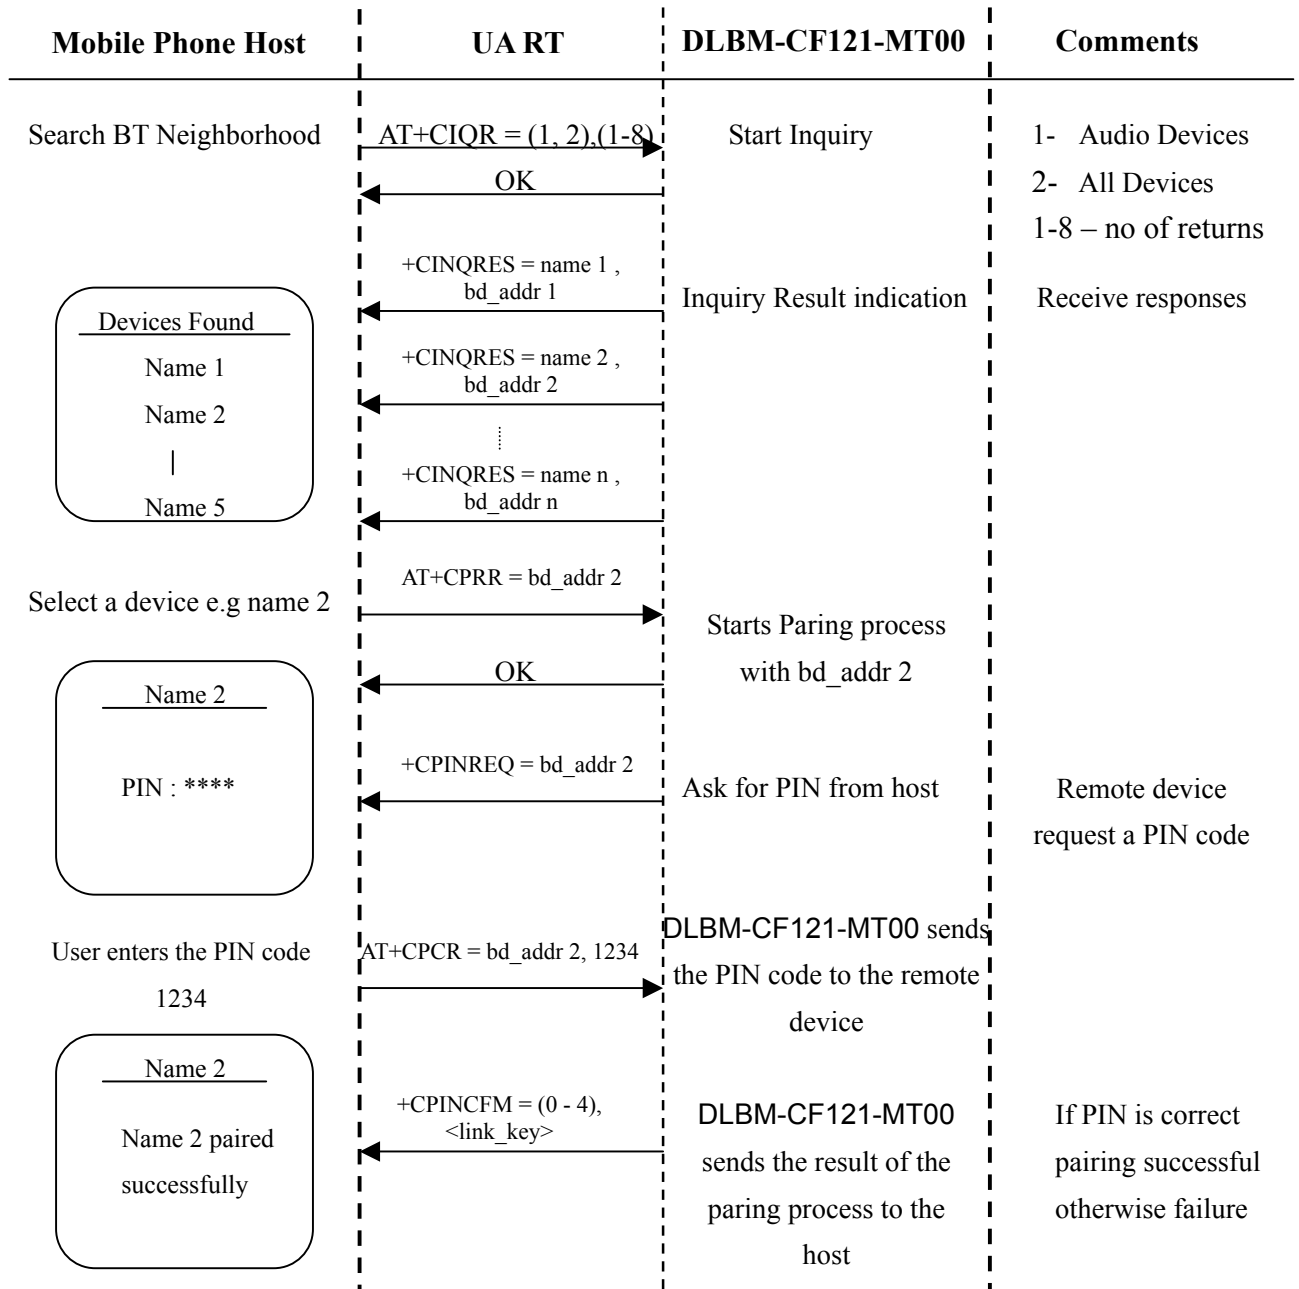 Mobile Phone Host
UART
DLBM-CF121-MT00
Comments
Search BT Neighborhood
AT+CIQR = (1, 2),(1-8)
Start Inquiry
1- Audio Devices
OK
2- All Devices
1-8 – no of returns
+CINQRES = name 1 ,
bd_addr 1
Inquiry Result indication
Receive responses
Devices Found
Name 1
Name 2
|
Name 5
+CINQRES = name 2 ,
bd_addr 2
+CINQRES = name n ,
bd_addr n
Select a device e.g name 2
AT+CPRR = bd_addr 2
Starts Paring process
with bd_addr 2
OK
Name 2
PIN : ****
+CPINREQ = bd_addr 2
Ask for PIN from host
Remote device
request a PIN code
User enters the PIN code
1234
AT+CPCR = bd_addr 2, 1234
DLBM-CF121-MT00 sends
the PIN code to the remote
device
Name 2
Name 2 paired
successfully
+CPINCFM = (0 - 4),
<link_key>
DLBM-CF121-MT00
sends the result of the
paring process to the
host
If PIN is correct
pairing successful
otherwise failure